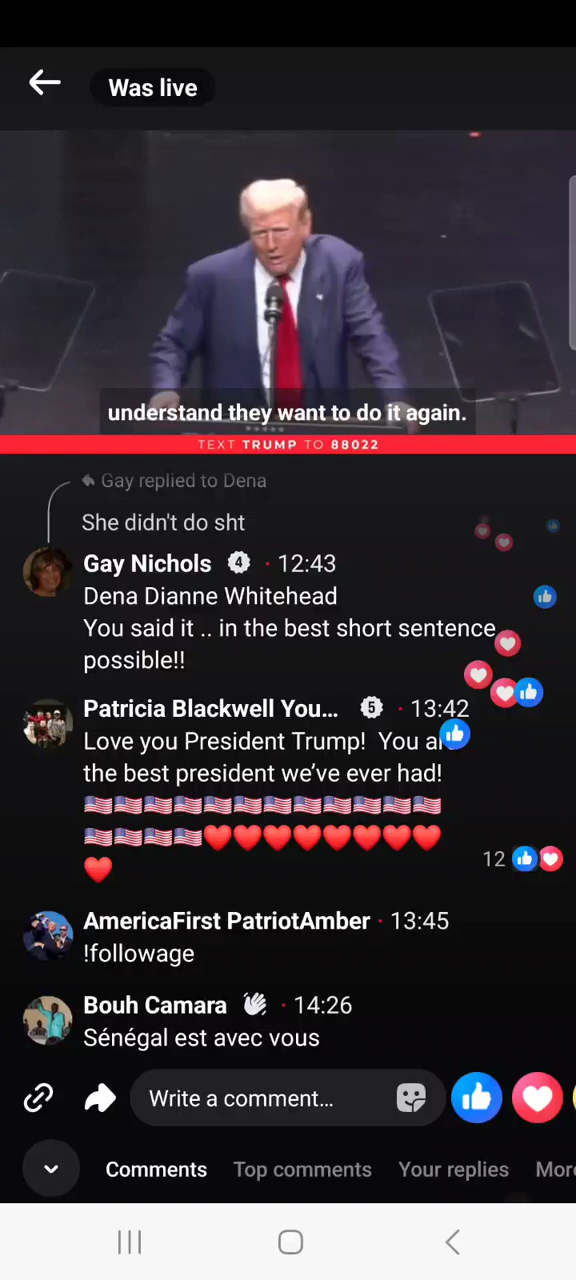 Was live
understand they want to do it again.
TEXT TRUMP TO 88022
Gay replied to Dena
She didn't do sht
Gay Nichols 4 · 12:43
Dena Dianne Whitehead
You said it .. in the best short sentence
possible!!
Patricia Blackwell You... 5 · 13:42
Love you President Trump! You
the best president we've ever had!
🇺🇸🇺🇸🇺🇸🇺🇸🇺🇸🇺🇸🇺🇸🇺🇸🇺🇸🇺🇸🇺🇸🇺🇸
🇺🇸🇺🇸🇺🇸🇺🇸❤️❤️❤️❤️❤️❤️❤️❤️
❤️
12
AmericaFirst PatriotAmber · 13:45
!followage
Bouh Camara 👋 · 14:26
Sénégal est avec vous
Write a comment...
Comments Top comments Your replies